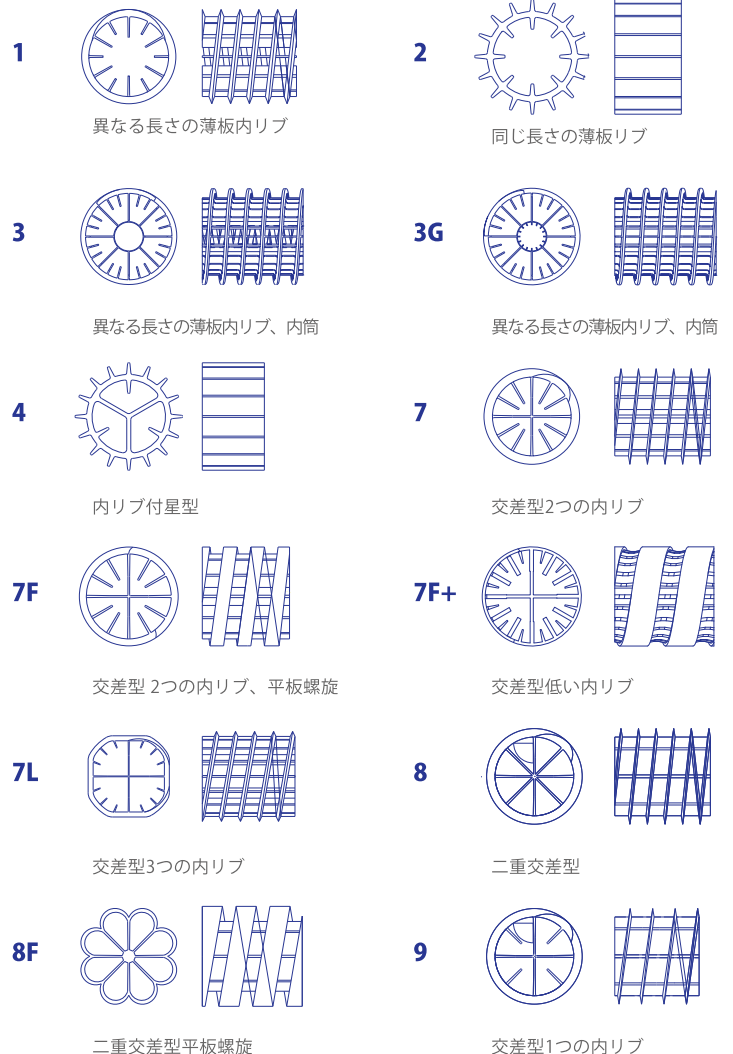 1
異なる長さの薄板内リブ
2
同じ長さの薄板リブ
3
異なる長さの薄板内リブ、内筒
3G
異なる長さの薄板内リブ、内筒
4
内リブ付星型
7
交差型2つの内リブ
7F
交差型 2つの内リブ、平板螺旋
7F+
交差型低い内リブ
7L
交差型3つの内リブ
8
二重交差型
8F
二重交差型平板螺旋
9
交差型1つの内リブ